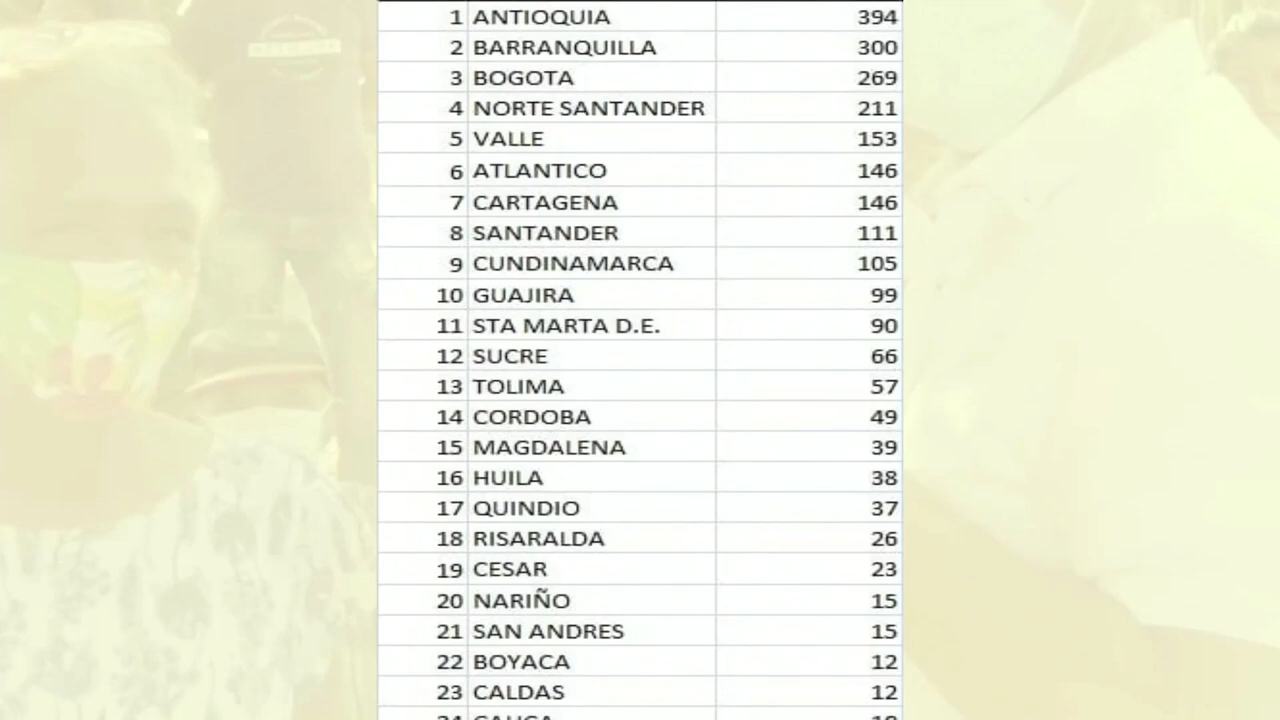 1 ANTIOQUIA 394
2 BARRANQUILLA 300
3 BOGOTA 269
4 NORTE SANTANDER 211
5 VALLE 153
6 ATLANTICO 146
7 CARTAGENA 146
8 SANTANDER 111
9 CUNDINAMARCA 105
10 GUAJIRA 99
11 STA MARTA D.E. 90
12 SUCRE 66
13 TOLIMA 57
14 CORDOBA 49
15 MAGDALENA 39
16 HUILA 38
17 QUINDIO 37
18 RISARALDA 26
19 CESAR 23
20 NARIÑO 15
21 SAN ANDRES 15
22 BOYACA 12
23 CALDAS 12